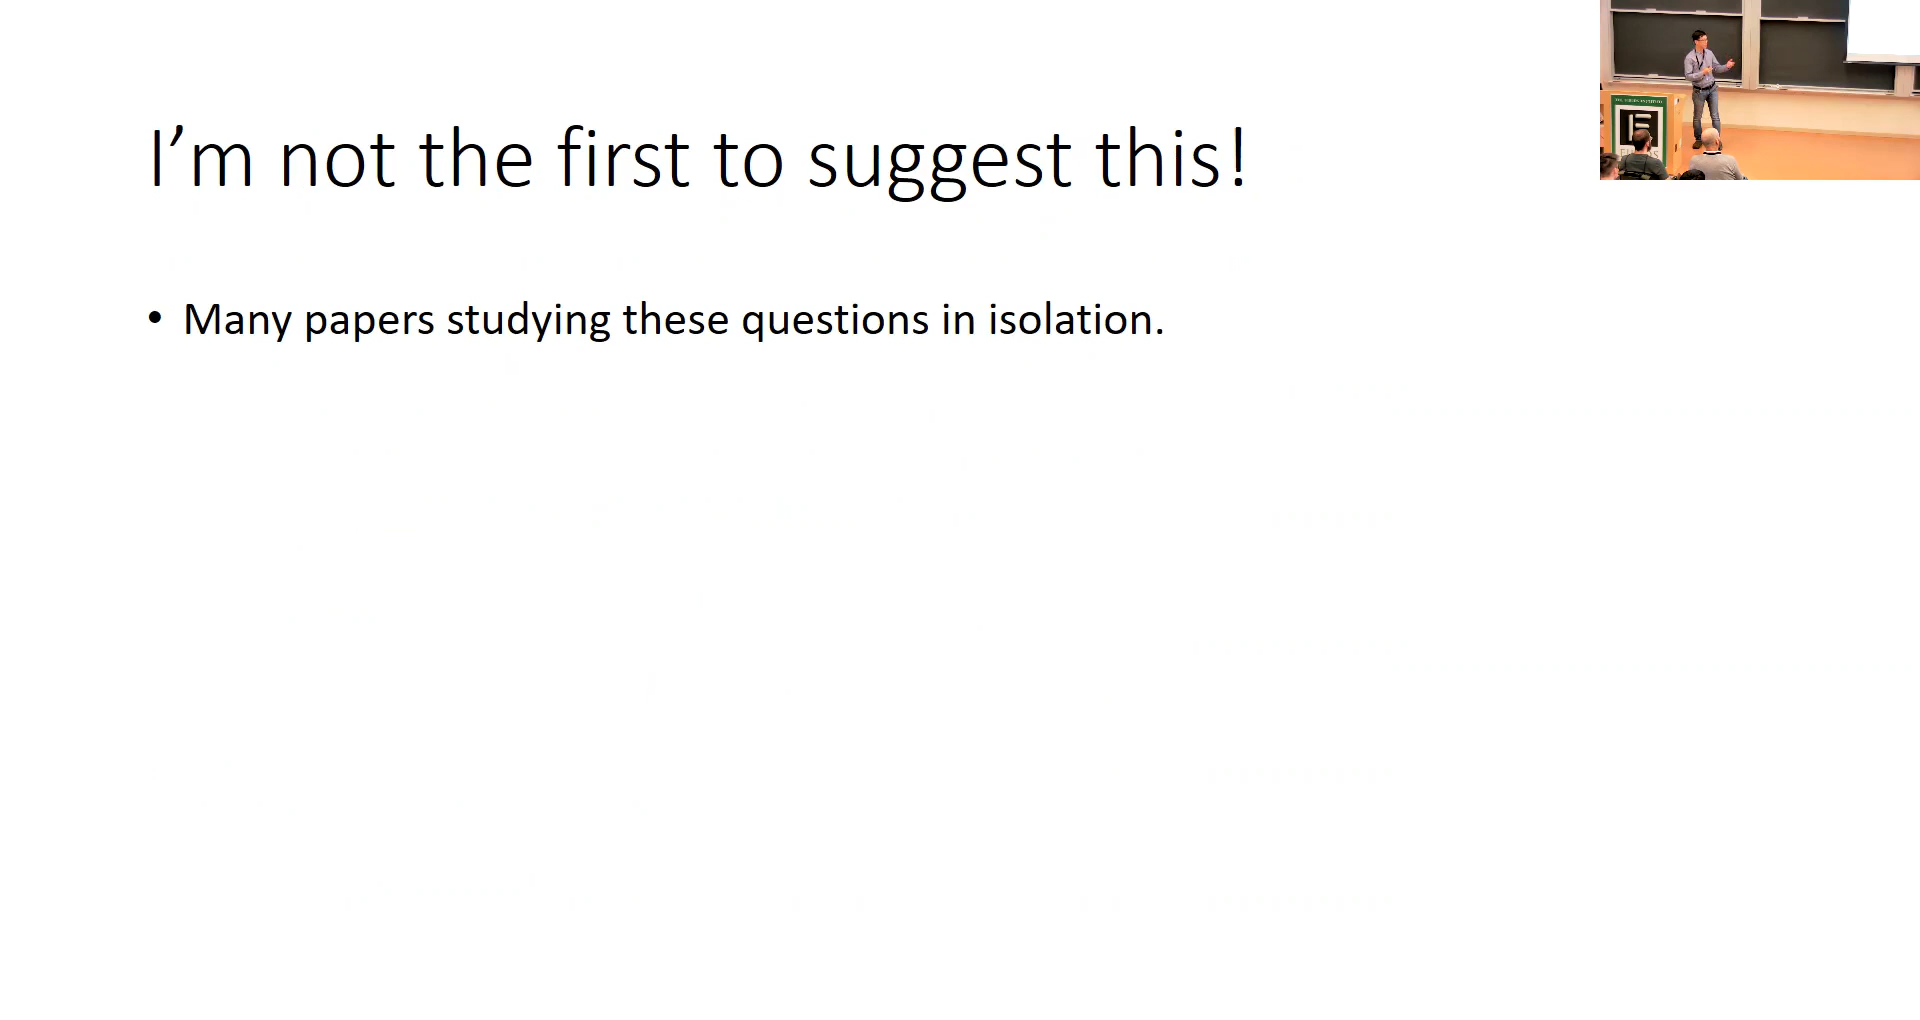 I’m not the first to suggest this!
• Many papers studying these questions in isolation.